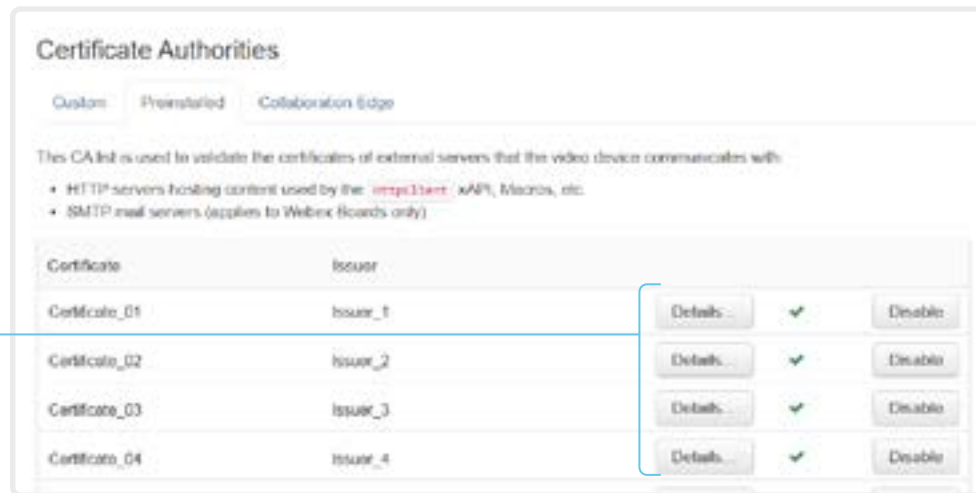 Certificate Authorities
Custom Preinstalled Collaboration Edge
This CA list is used to validate the certificates of external servers that the video device communicates with:
• HTTP servers hosting content used by the HttpClient xAPI, Macros, etc.
• SMTP mail servers (applies to Webex Boards only)
Certificate Issuer
Certificate_01 Issuer_1 Details... ✔ Disable
Certificate_02 Issuer_2 Details... ✔ Disable
Certificate_03 Issuer_3 Details... ✔ Disable
Certificate_04 Issuer_4 Details... ✔ Disable